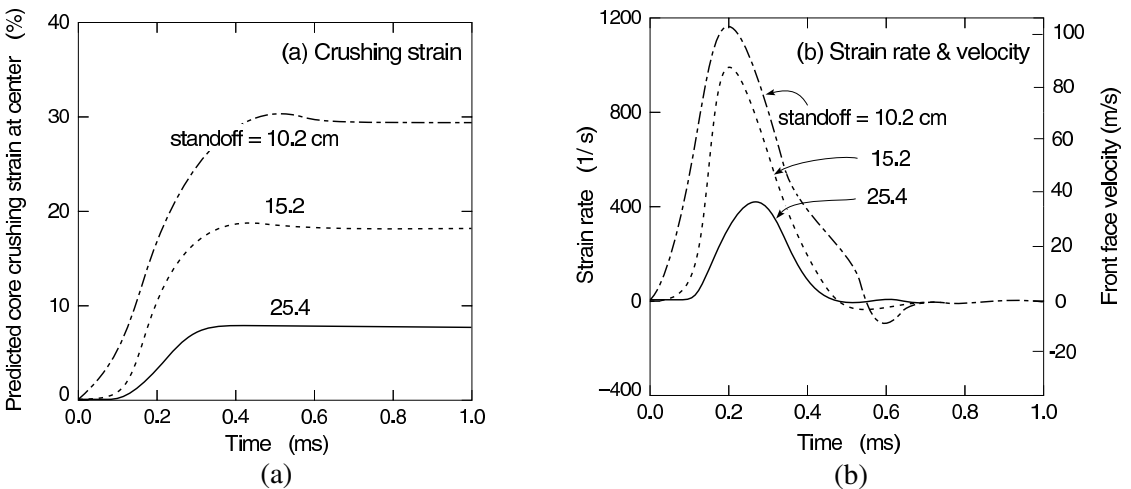 Predicted core crushing strain at center (%)
40
30
20
10
0
(a) Crushing strain
standoff = 10.2 cm
15.2
25.4
0.0 0.2 0.4 0.6 0.8 1.0
Time (ms)
(a)
Strain rate (1/ s)
1200
800
400
0
−400
(b) Strain rate & velocity
standoff = 10.2 cm
15.2
25.4
100
80
60
40
20
0
-20
Front face velocity (m/s)
0.0 0.2 0.4 0.6 0.8 1.0
Time (ms)
(b)